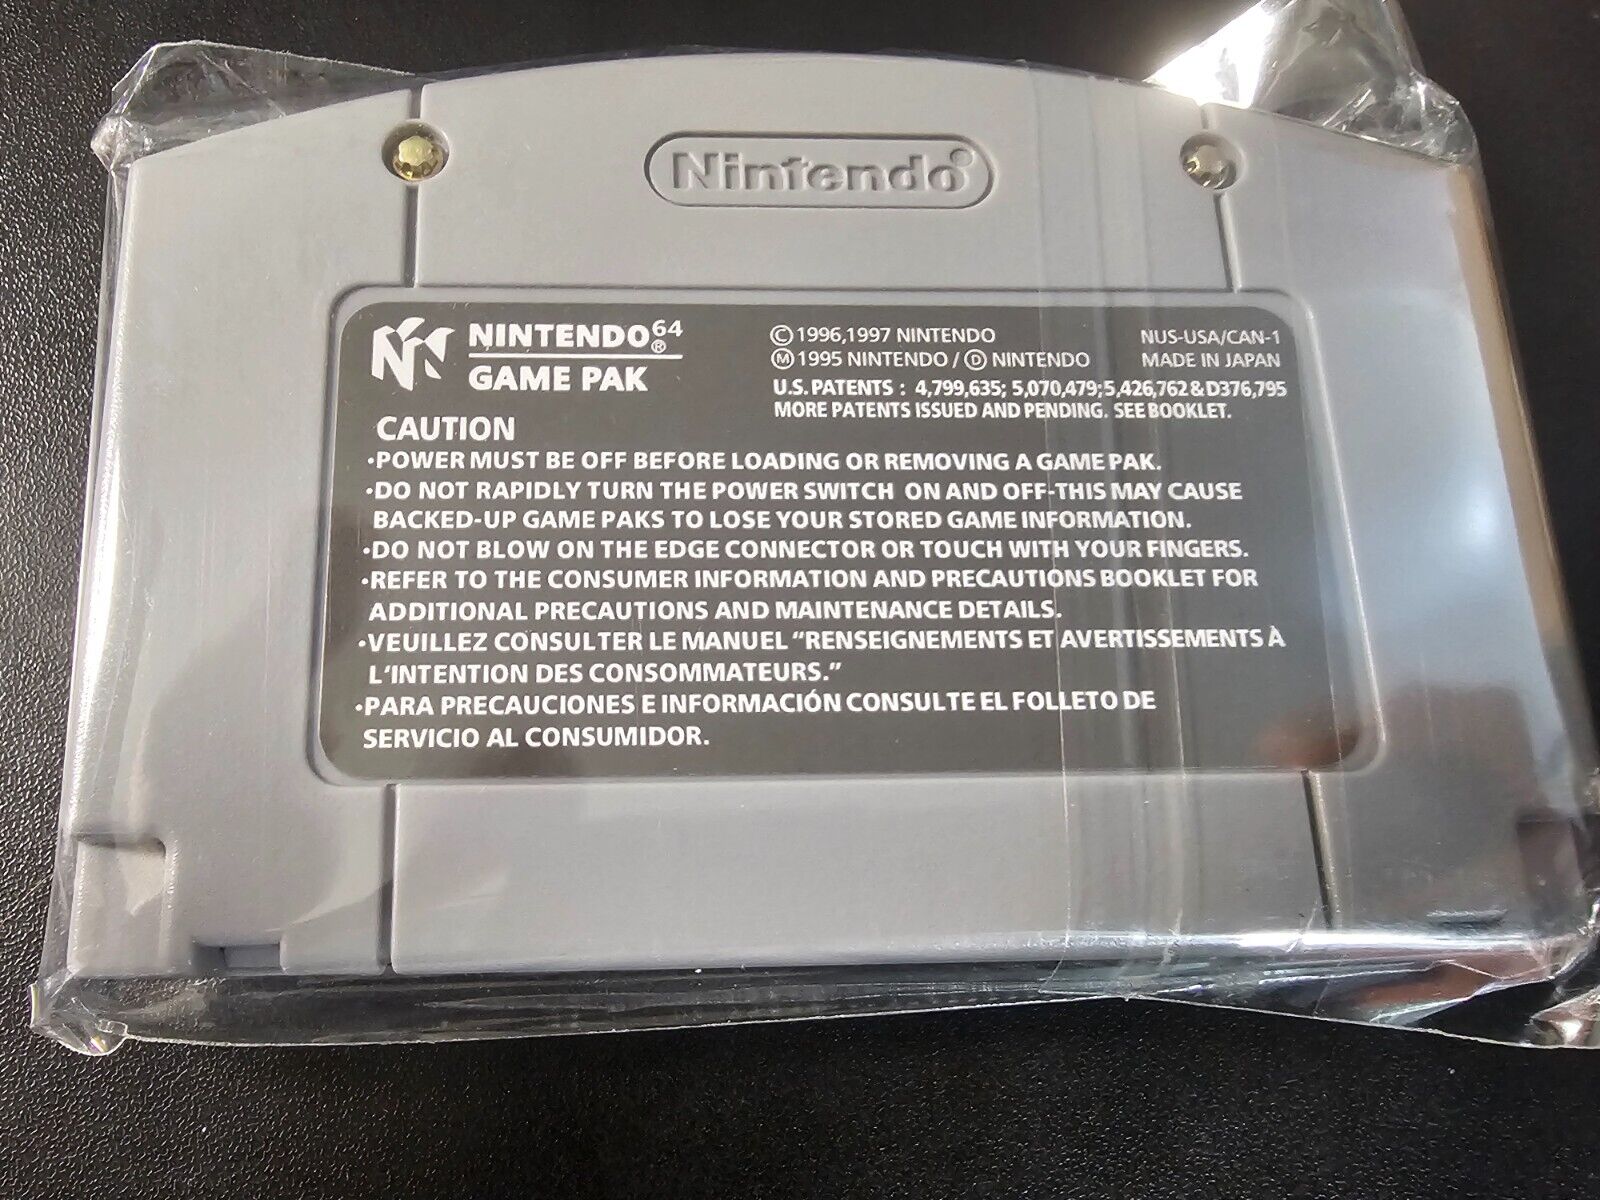 Nintendo®
NINTENDO⁶⁴®
GAME PAK
©1996,1997 NINTENDO
Ⓜ1995 NINTENDO / Ⓓ NINTENDO
NUS-USA/CAN-1
MADE IN JAPAN
U.S.PATENTS : 4,799,635; 5,070,479;5,426,762&D376,795
MORE PATENTS ISSUED AND PENDING. SEE BOOKLET.
CAUTION
•POWER MUST BE OFF BEFORE LOADING OR REMOVING A GAME PAK.
•DO NOT RAPIDLY TURN THE POWER SWITCH ON AND OFF-THIS MAY CAUSE
BACKED-UP GAME PAKS TO LOSE YOUR STORED GAME INFORMATION.
•DO NOT BLOW ON THE EDGE CONNECTOR OR TOUCH WITH YOUR FINGERS.
•REFER TO THE CONSUMER INFORMATION AND PRECAUTIONS BOOKLET FOR
ADDITIONAL PRECAUTIONS AND MAINTENANCE DETAILS.
•VEUILLEZ CONSULTER LE MANUEL “RENSEIGNEMENTS ET AVERTISSEMENTS À
L'INTENTION DES CONSOMMATEURS.”
•PARA PRECAUCIONES E INFORMACIÓN CONSULTE EL FOLLETO DE
SERVICIO AL CONSUMIDOR.